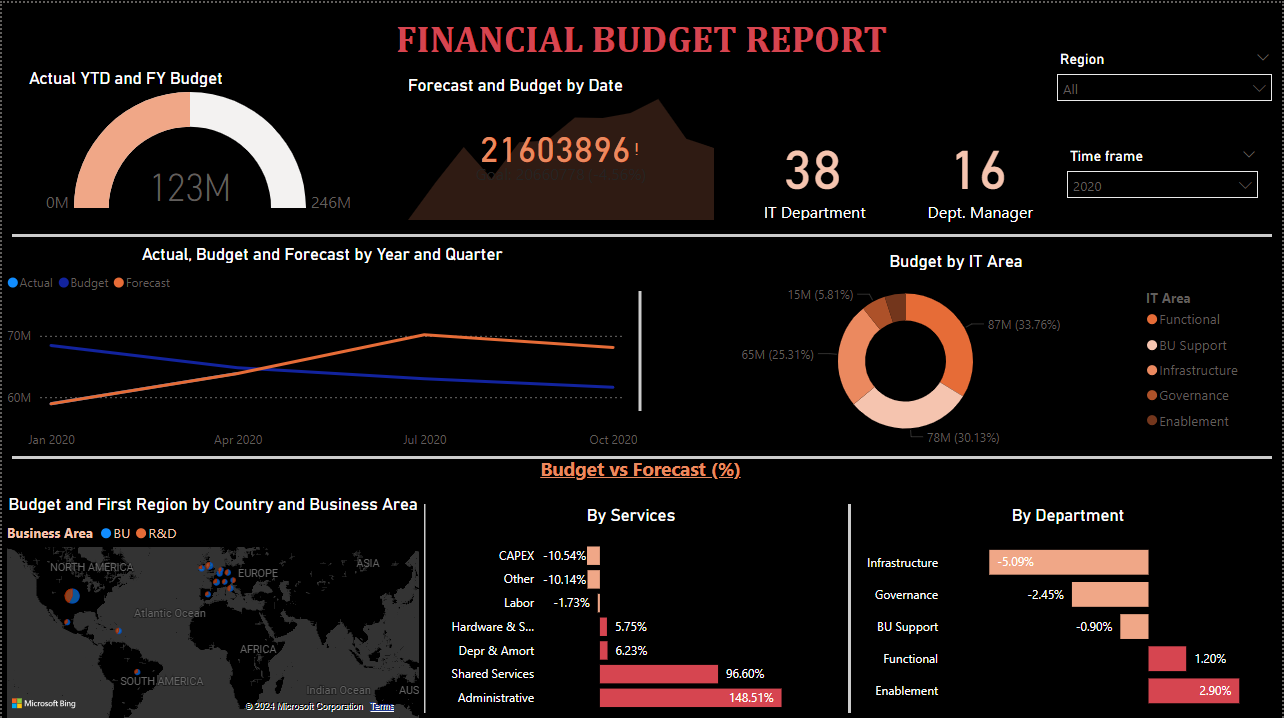 FINANCIAL BUDGET REPORT
Actual YTD and FY Budget
123M
0M
246M
Forecast and Budget by Date
21603896!
38
IT Department
16
Dept. Manager
Region
All
Time frame
2020
Actual, Budget and Forecast by Year and Quarter
Actual Budget Forecast
70M
60M
Jan 2020 Apr 2020 Jul 2020 Oct 2020
Budget by IT Area
15M (5.81%)
87M (33.76%)
65M (25.31%)
78M (30.13%)
IT Area
Functional
BU Support
Infrastructure
Governance
Enablement
Budget vs Forecast (%)
Budget and First Region by Country and Business Area
Business Area BU R&D
NORTH AMERICA
EUROPE
ASIA
Atlantic Ocean
AFRICA
SOUTH AMERICA
Indian Ocean
AUS
Microsoft Bing
© 2024 Microsoft Corporation Terms
By Services
CAPEX -10.54%
Other -10.14%
Labor -1.73%
Hardware & S... 5.75%
Depr & Amort 6.23%
Shared Services 96.60%
Administrative 148.51%
By Department
Infrastructure -5.09%
Governance -2.45%
BU Support -0.90%
Functional 1.20%
Enablement 2.90%